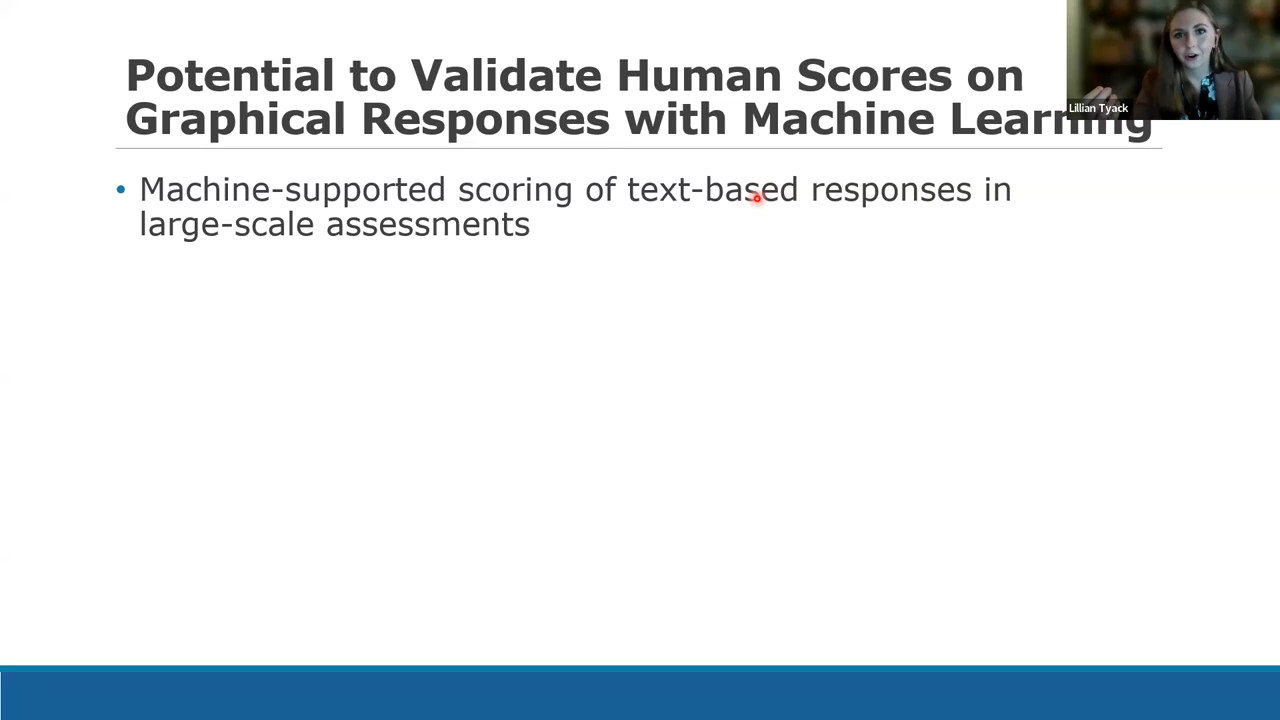 Potential to Validate Human Scores on
Graphical Responses with Machine Learning
Lillian Tyack
• Machine-supported scoring of text-based responses in
large-scale assessments